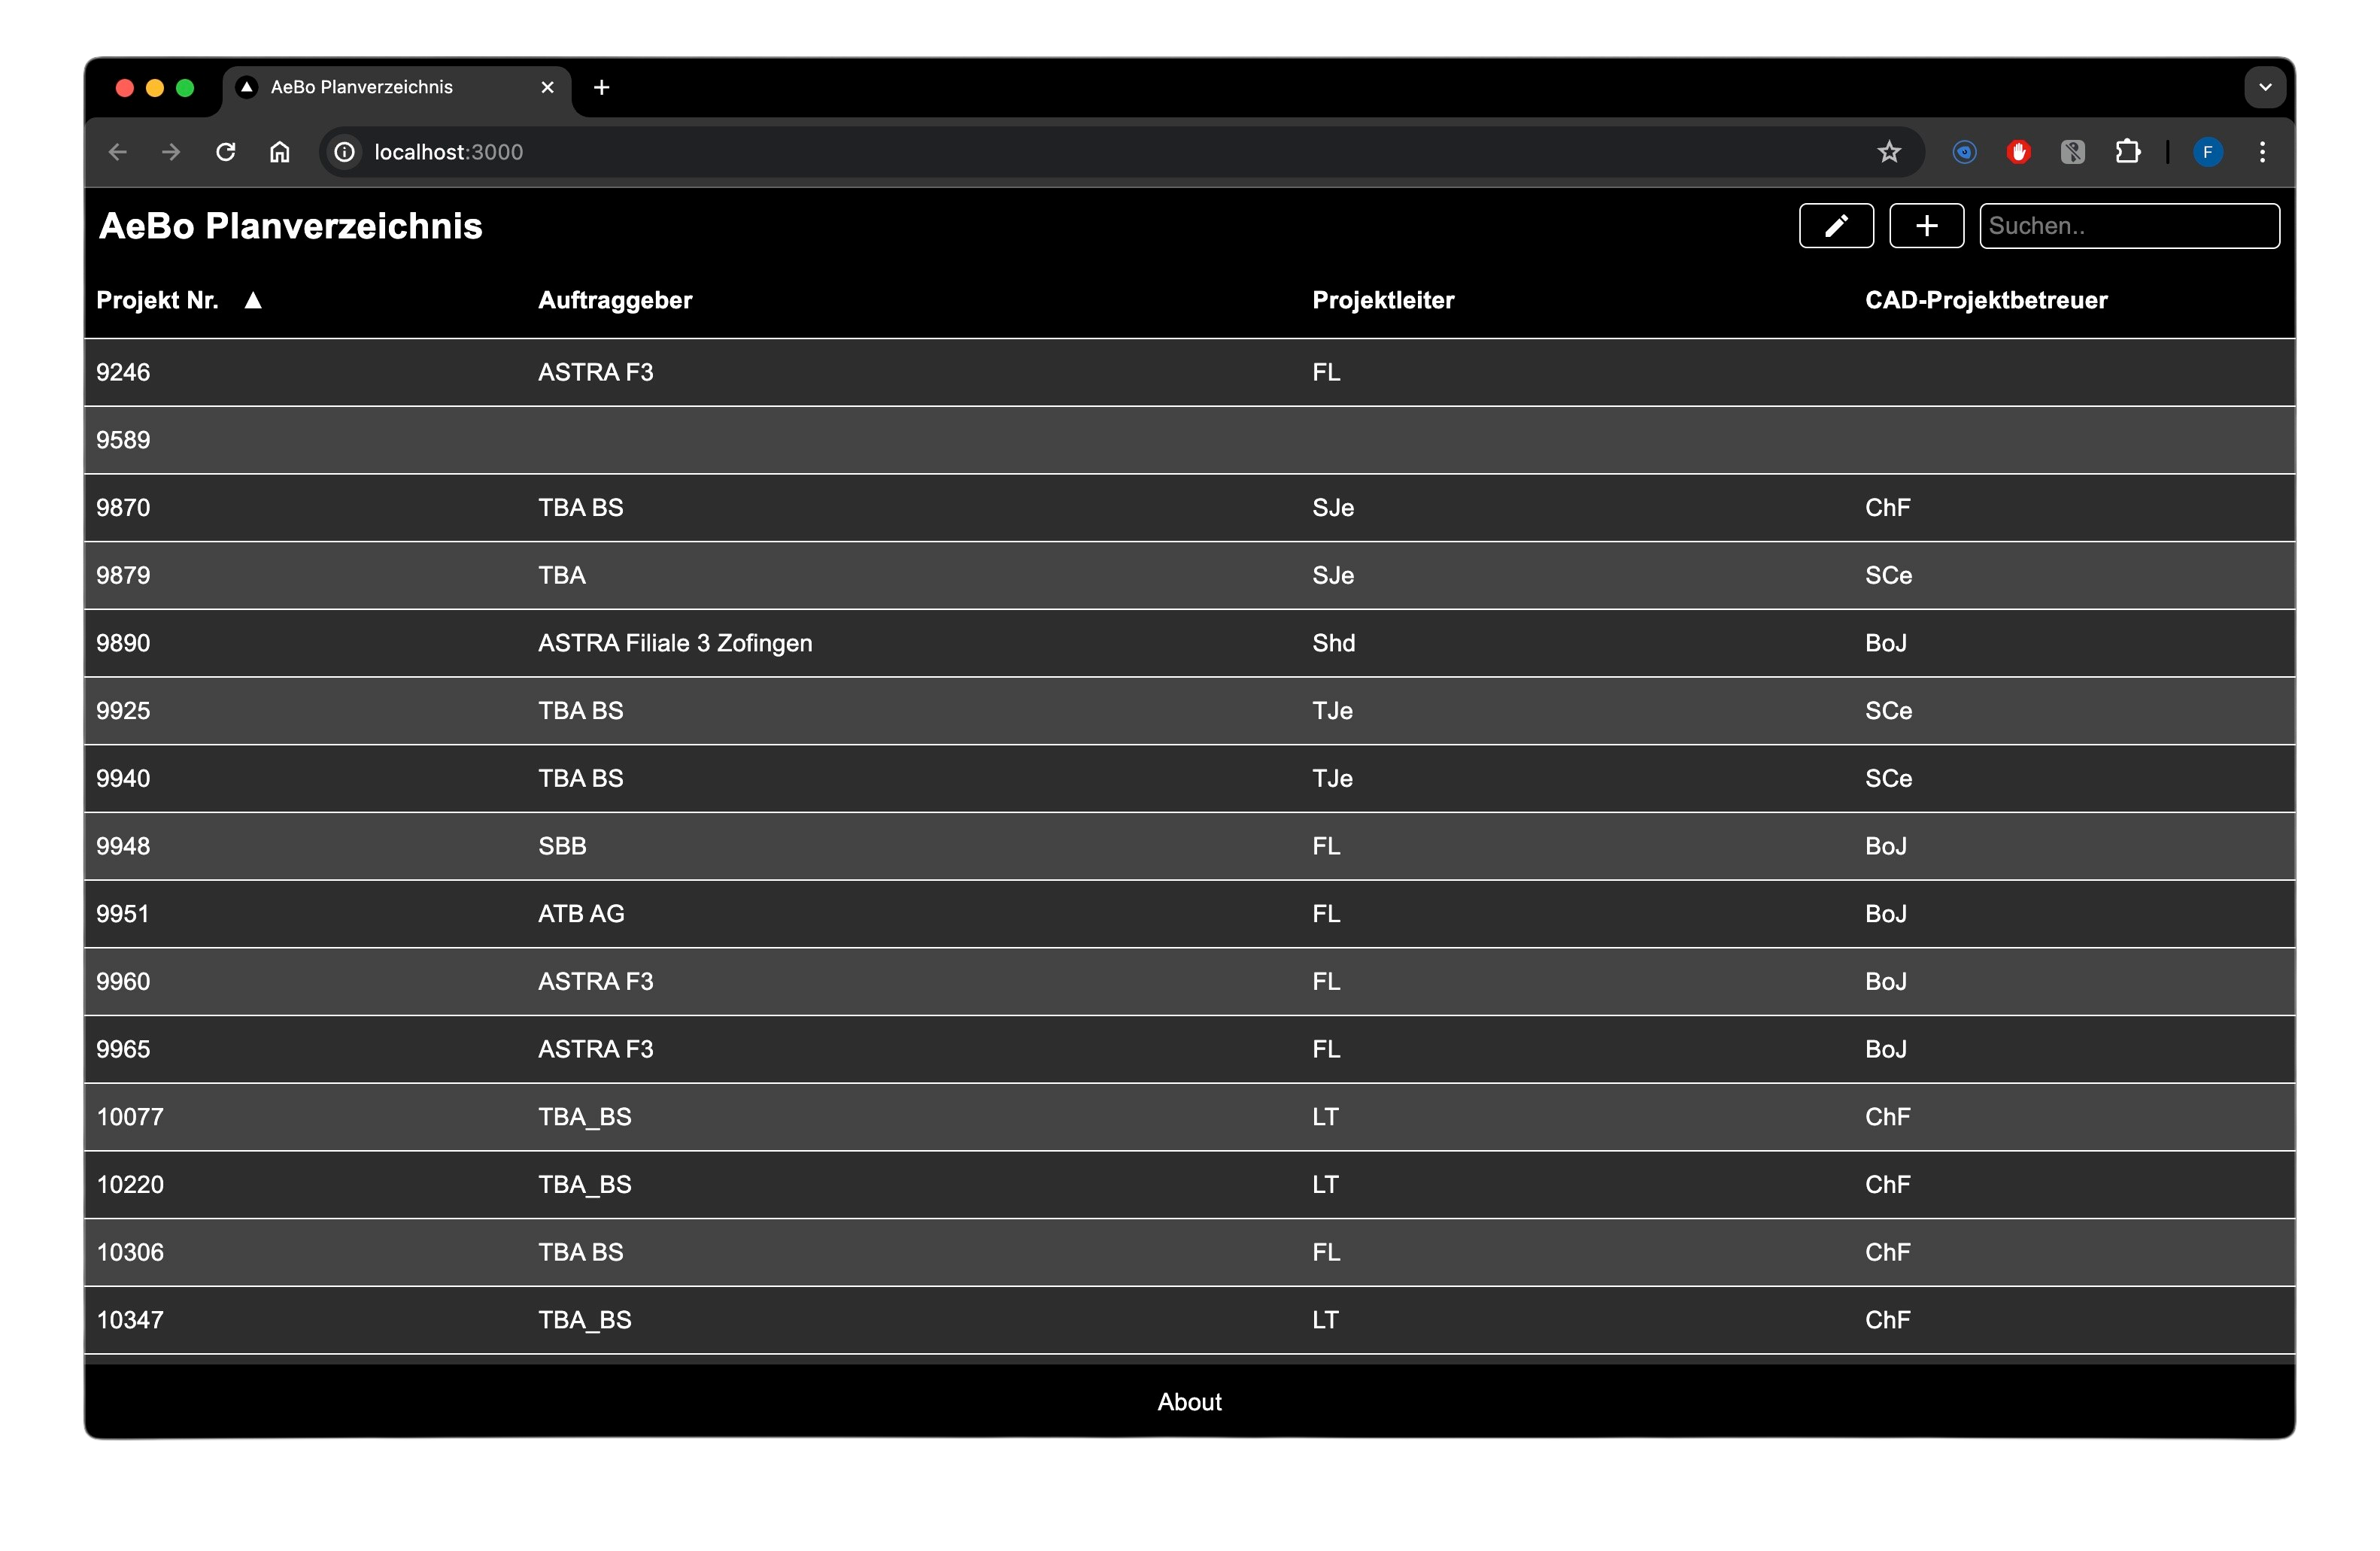 AeBo Planverzeichnis
localhost:3000
F
AeBo Planverzeichnis
Suchen..
Projekt Nr. ▲ Auftraggeber Projektleiter CAD-Projektbetreuer
9246 ASTRA F3 FL
9589
9870 TBA BS SJe ChF
9879 TBA SJe SCe
9890 ASTRA Filiale 3 Zofingen Shd BoJ
9925 TBA BS TJe SCe
9940 TBA BS TJe SCe
9948 SBB FL BoJ
9951 ATB AG FL BoJ
9960 ASTRA F3 FL BoJ
9965 ASTRA F3 FL BoJ
10077 TBA_BS LT ChF
10220 TBA_BS LT ChF
10306 TBA BS FL ChF
10347 TBA_BS LT ChF
About